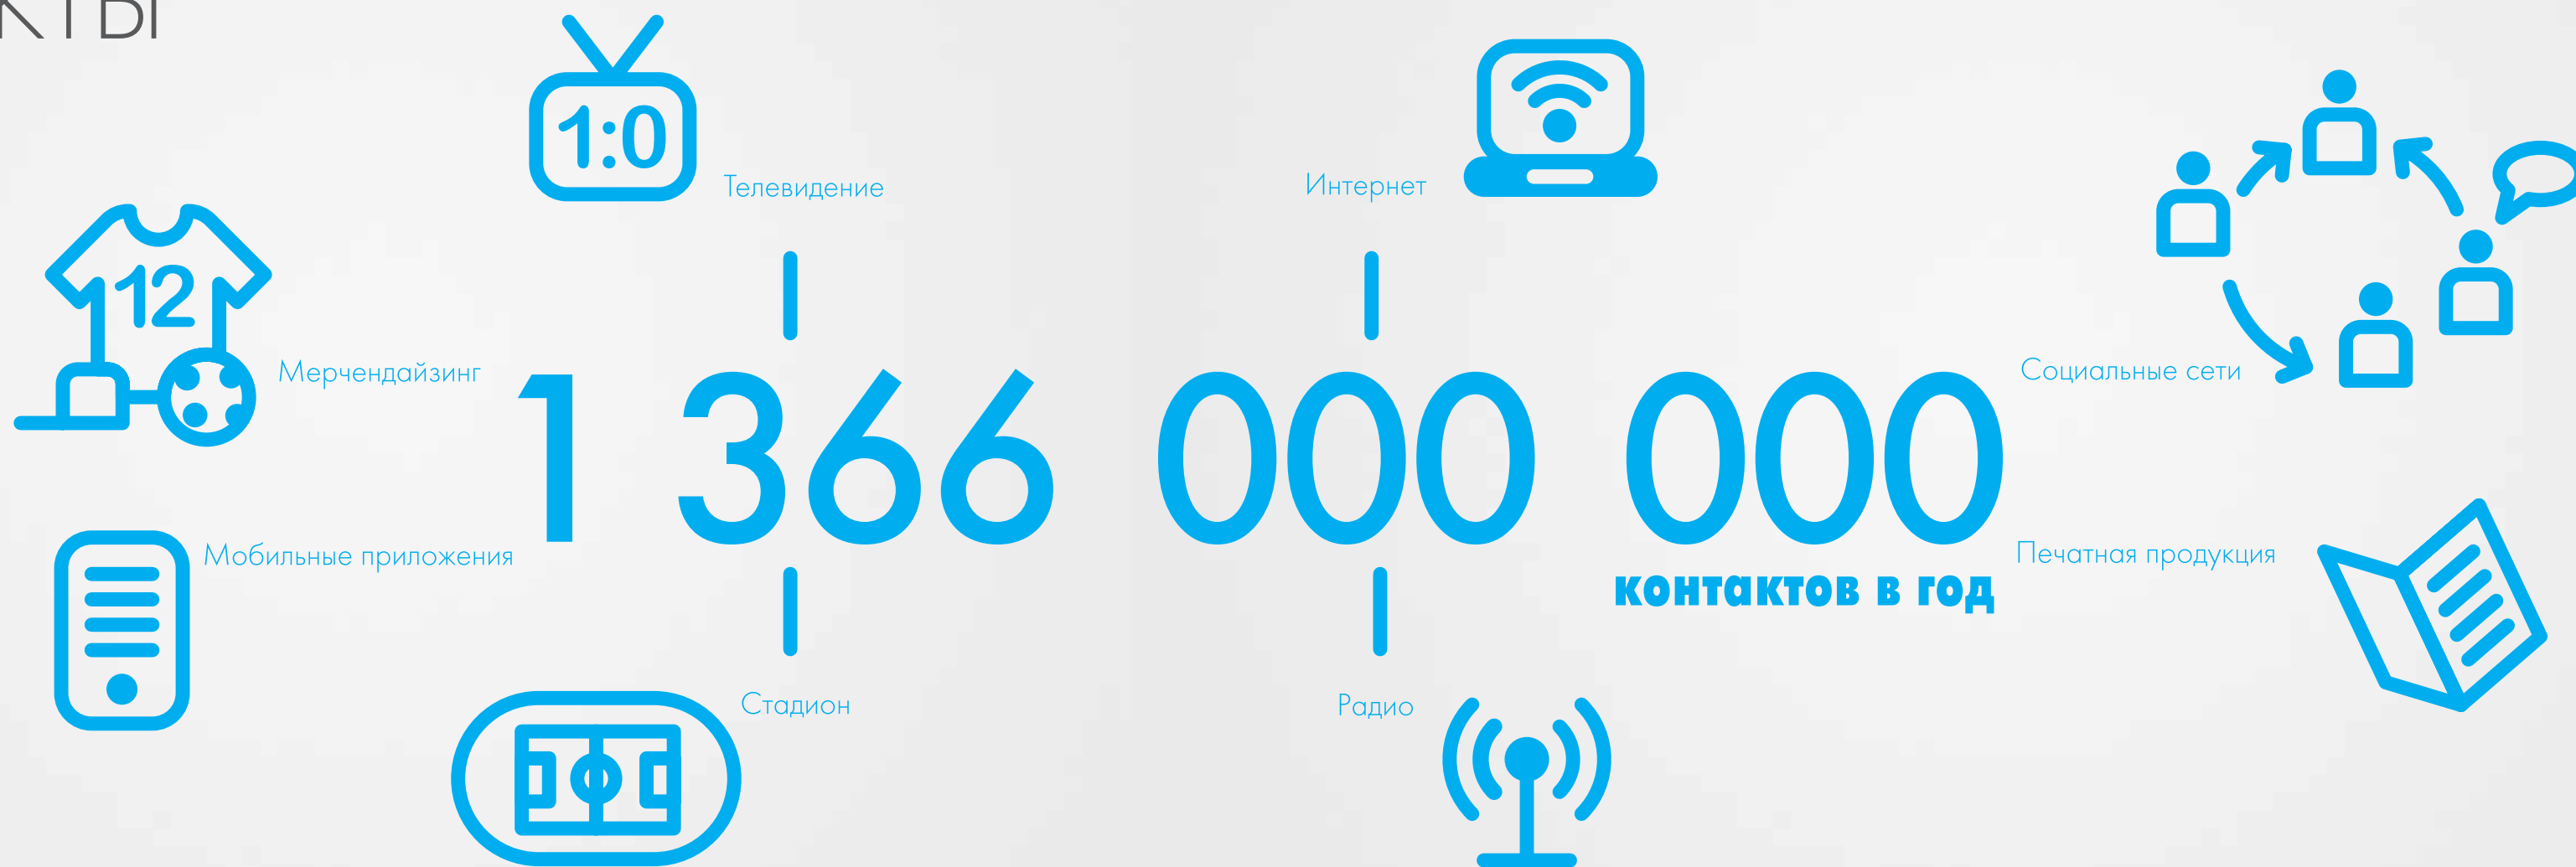 КТЫ
1:0
Телевидение
Интернет
12
Мерчендайзинг
Социальные сети
1 366 000 000
Мобильные приложения
Печатная продукция
контактов в год
Стадион
Радио